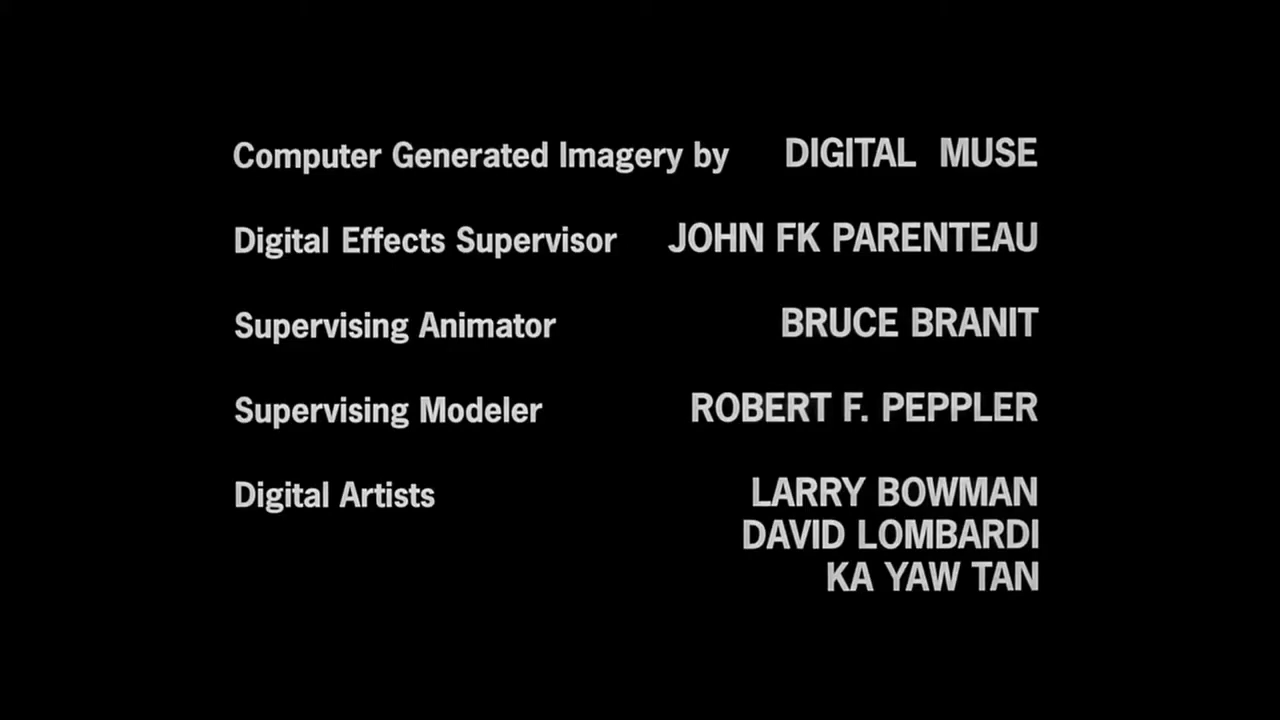 Computer Generated Imagery by DIGITAL MUSE
Digital Effects Supervisor JOHN FK PARENTEAU
Supervising Animator BRUCE BRANIT
Supervising Modeler ROBERT F. PEPPLER
Digital Artists LARRY BOWMAN
DAVID LOMBARDI
KA YAW TAN